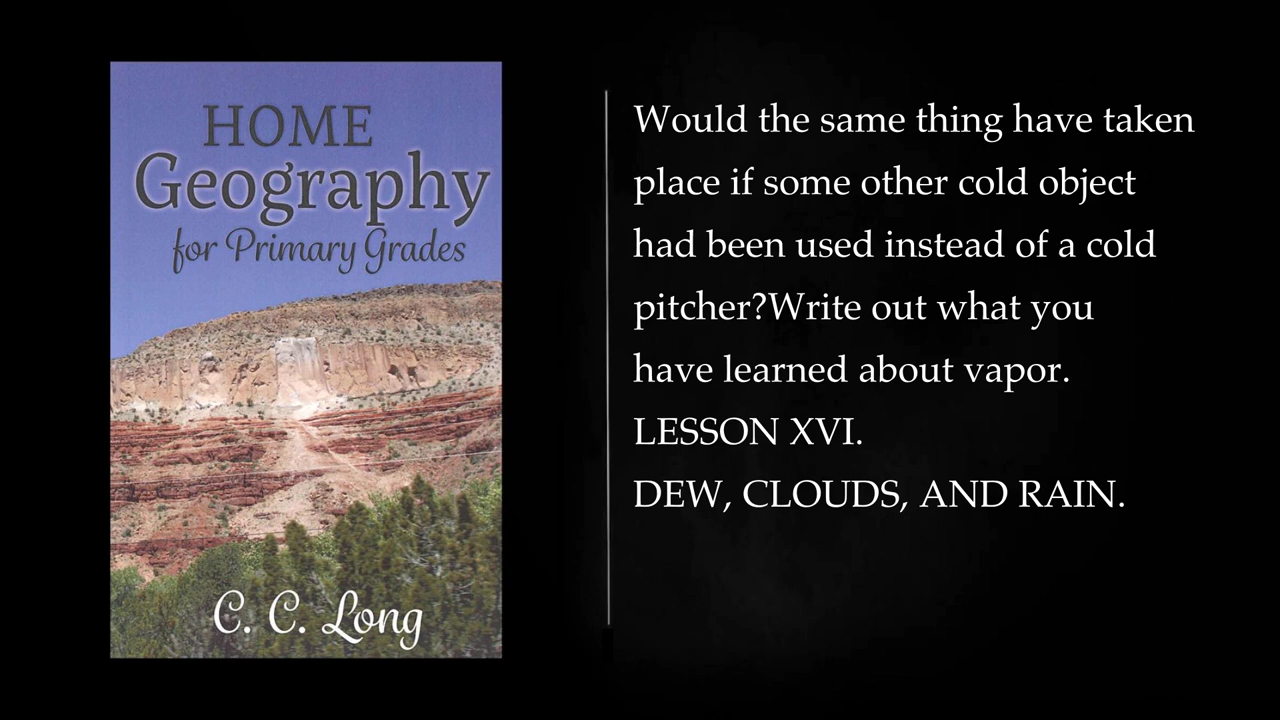 HOME
Geography
for Primary Grades
C. C. Long
Would the same thing have taken
place if some other cold object
had been used instead of a cold
pitcher?Write out what you
have learned about vapor.
LESSON XVI.
DEW, CLOUDS, AND RAIN.